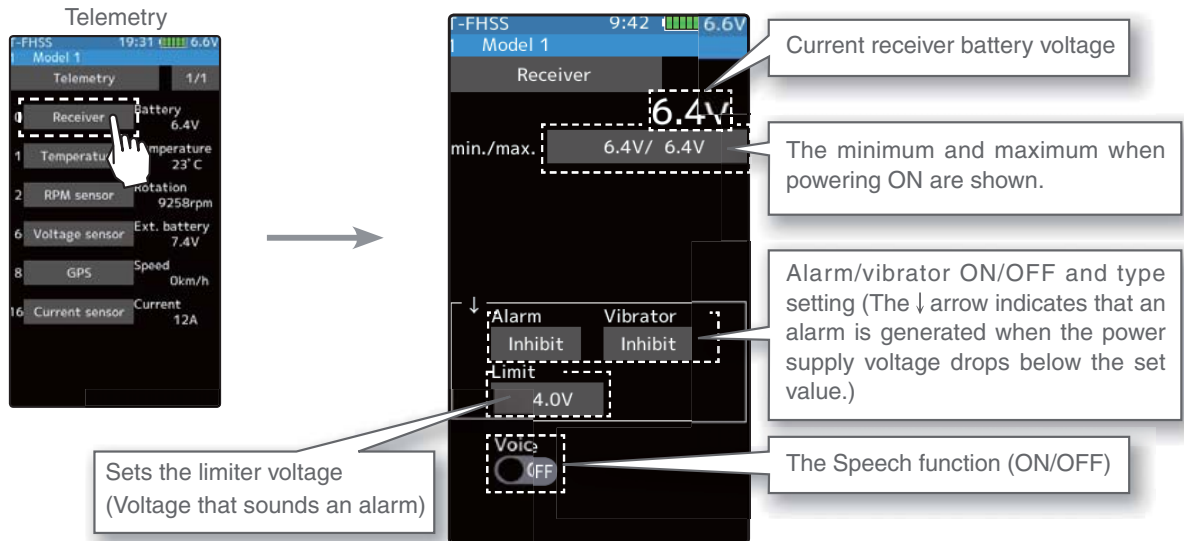 Telemetry
T-FHSS 19:31 6.6V
1 Model 1
Telemetry 1/1
0 Receiver Battery
6.4V
1 Temperatu mperature
23°C
2 RPM sensor Rotation
9258rpm
6 Voltage sensor Ext. battery
7.4V
8 GPS Speed
0km/h
16 Current sensor Current
12A
T-FHSS 9:42 6.6V
1 Model 1
Receiver
6.4V
min./max. 6.4V/ 6.4V
↓ Alarm Vibrator
Inhibit Inhibit
Limit
4.0V
Voice
OFF
Current receiver battery voltage
The minimum and maximum when
powering ON are shown.
Alarm/vibrator ON/OFF and type
setting (The ↓ arrow indicates that an
alarm is generated when the power
supply voltage drops below the set
value.)
The Speech function (ON/OFF)
Sets the limiter voltage
(Voltage that sounds an alarm)